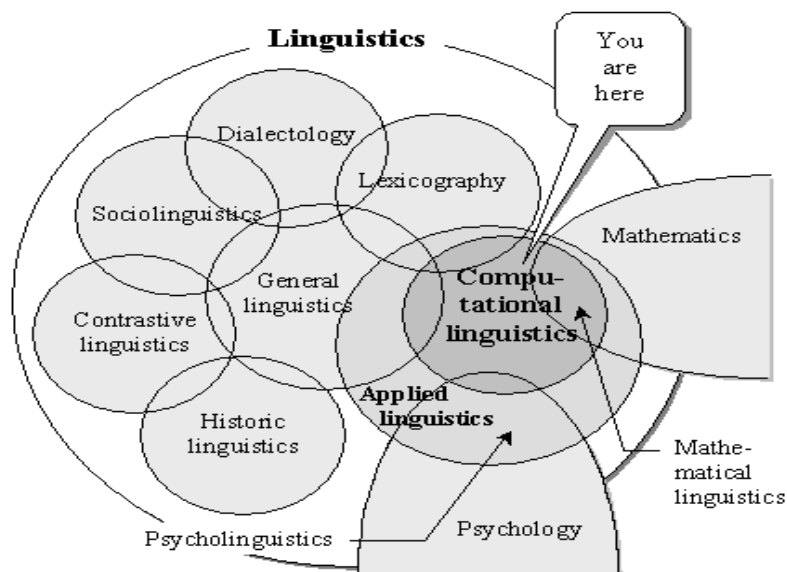 Linguistics
You
are
here
Dialectology
Lexicography
Sociolinguistics
Mathematics
General
linguistics
Compu-
tational
linguistics
Contrastive
linguistics
Applied
linguistics
Historic
linguistics
Mathe-
matical
linguistics
Psycholinguistics
Psychology